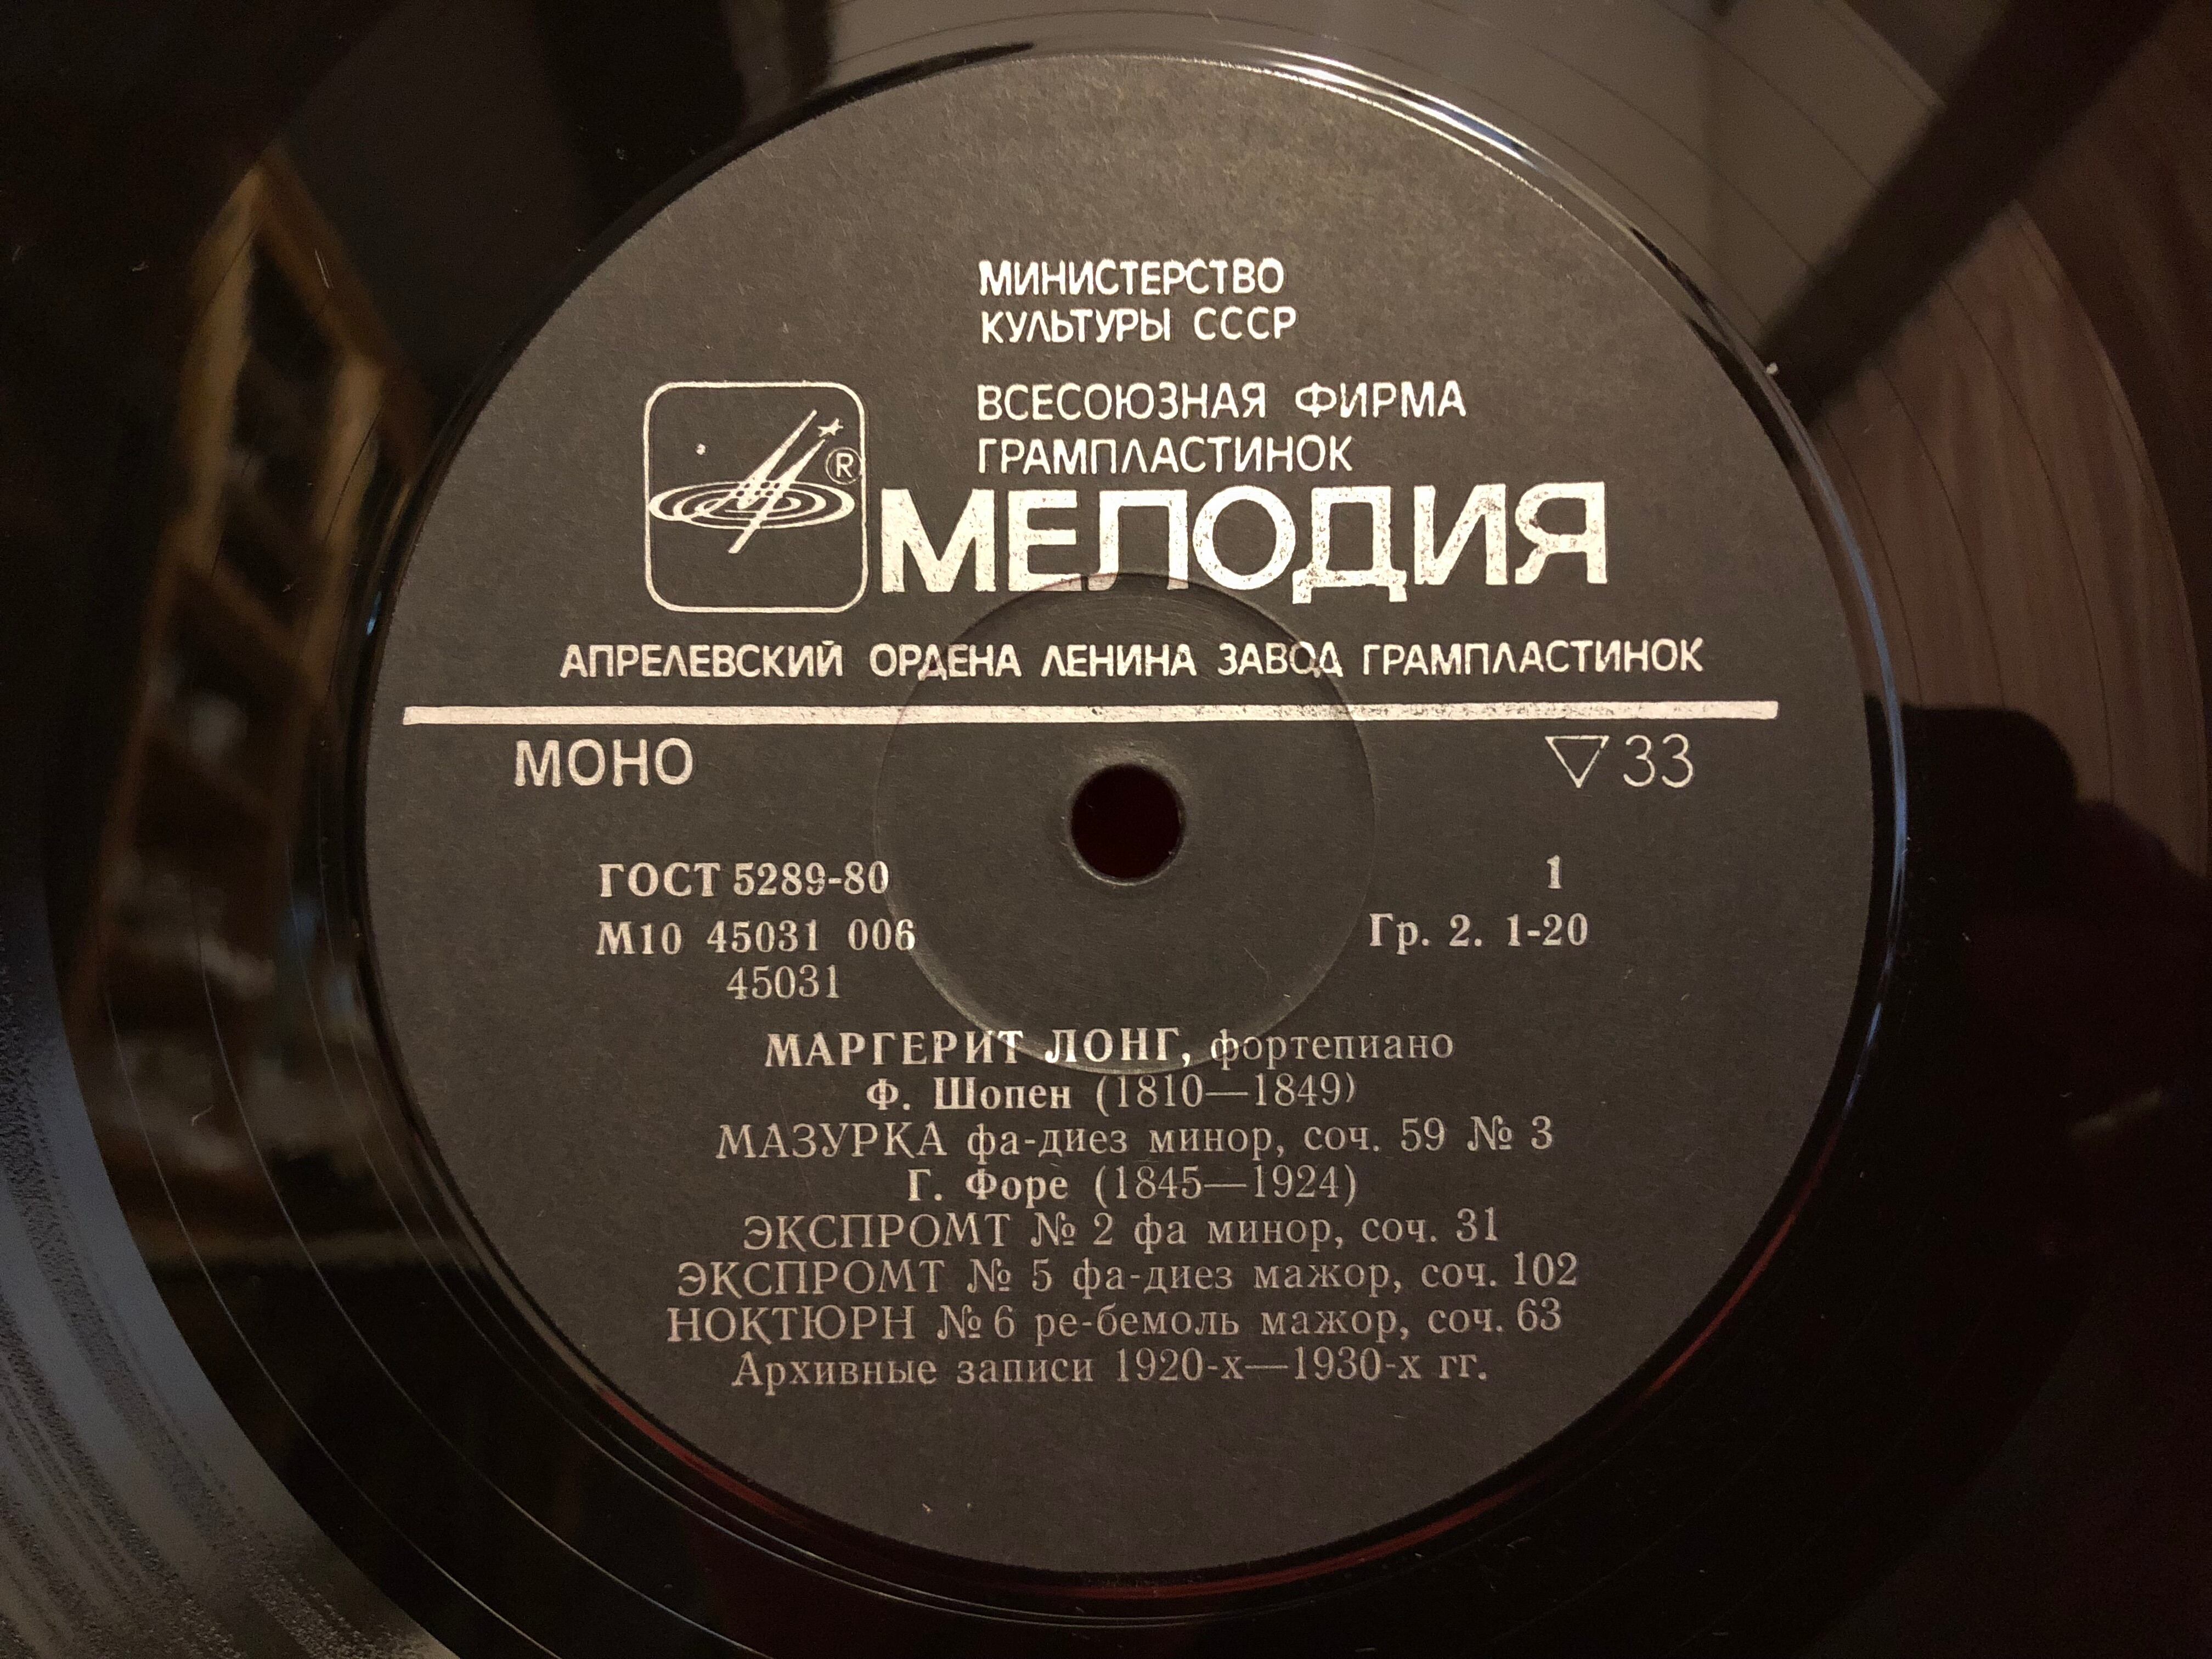 МИНИСТЕРСТВО
КУЛЬТУРЫ СССР
ВСЕСОЮЗНАЯ ФИРМА
ГРАМПЛАСТИНОК
®
МЕЛОДИЯ
АПРЕЛЕВСКИЙ ОРДЕНА ЛЕНИНА ЗАВОД ГРАМПЛАСТИНОК
МОНО ▽33
ГОСТ 5289-80 1
М10 45031 006 Гр. 2. 1-20
45031
МАРГЕРИТ ЛОНГ, фортепиано
Ф. Шопен (1810—1849)
МАЗУРКА фа-диез минор, соч. 59 № 3
Г. Форе (1845—1924)
ЭКСПРОМТ № 2 фа минор, соч. 31
ЭКСПРОМТ № 5 фа-диез мажор, соч. 102
НОКТЮРН № 6 ре-бемоль мажор, соч. 63
Архивные записи 1920-х—1930-х гг.